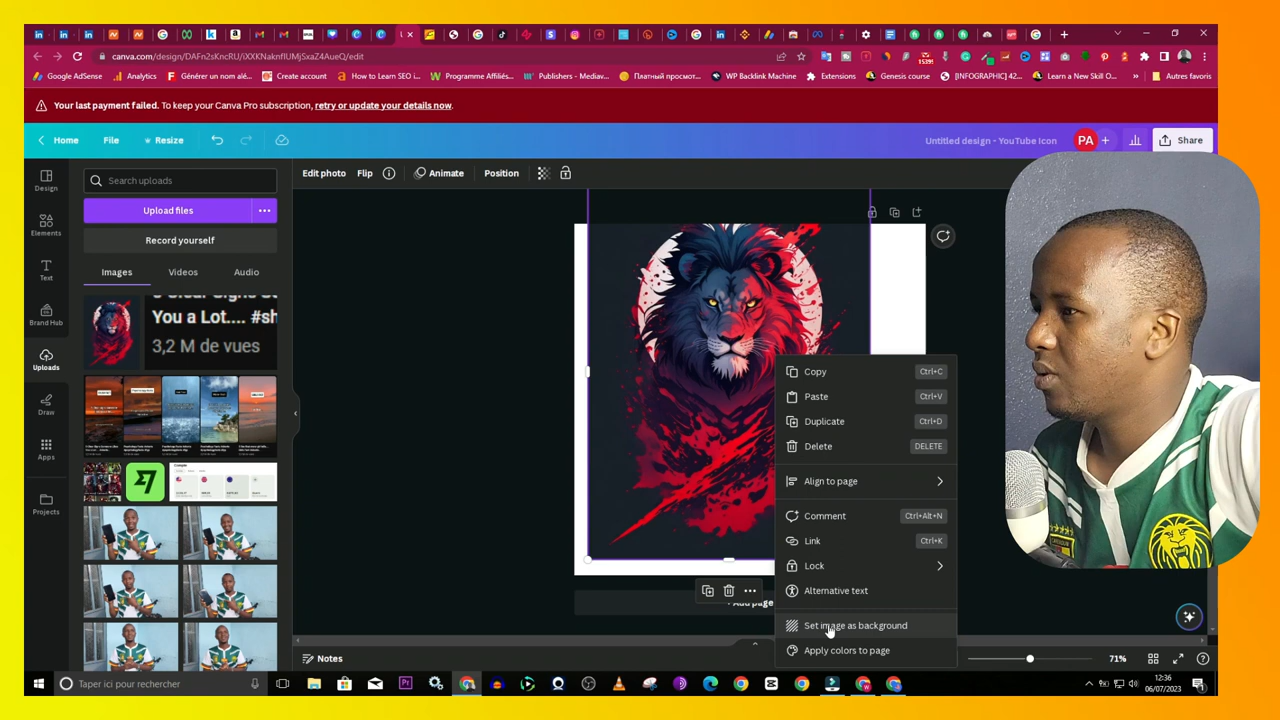 canva.com/design/DAFn2sKncRU/iXXKNaknflUMjSxaZ4AueQ/edit
Google AdSense
Analytics
Générer un nom alé...
Create account
How to Learn SEO i...
Programme Affiliés...
Publishers - Mediav...
Платный просмот...
WP Backlink Machine
Extensions
Genesis course
[INFOGRAPHIC] 42...
Learn a New Skill O...
Autres favoris
Your last payment failed. To keep your Canva Pro subscription, retry or update your details now.
Home
File
Resize
Untitled design - YouTube Icon
PA
Share
Design
Elements
Text
Brand Hub
Uploads
Draw
Apps
Projects
Search uploads
Upload files
Record yourself
Images
Videos
Audio
You a Lot.... #sh
3,2 M de vues
Edit photo
Flip
Animate
Position
Copy Ctrl+C
Paste Ctrl+V
Duplicate Ctrl+D
Delete DELETE
Align to page
Comment Ctrl+Alt+N
Link Ctrl+K
Lock
Alternative text
Set image as background
Apply colors to page
+ Add page
Notes
71%
Taper ici pour rechercher
12:36
06/07/2023